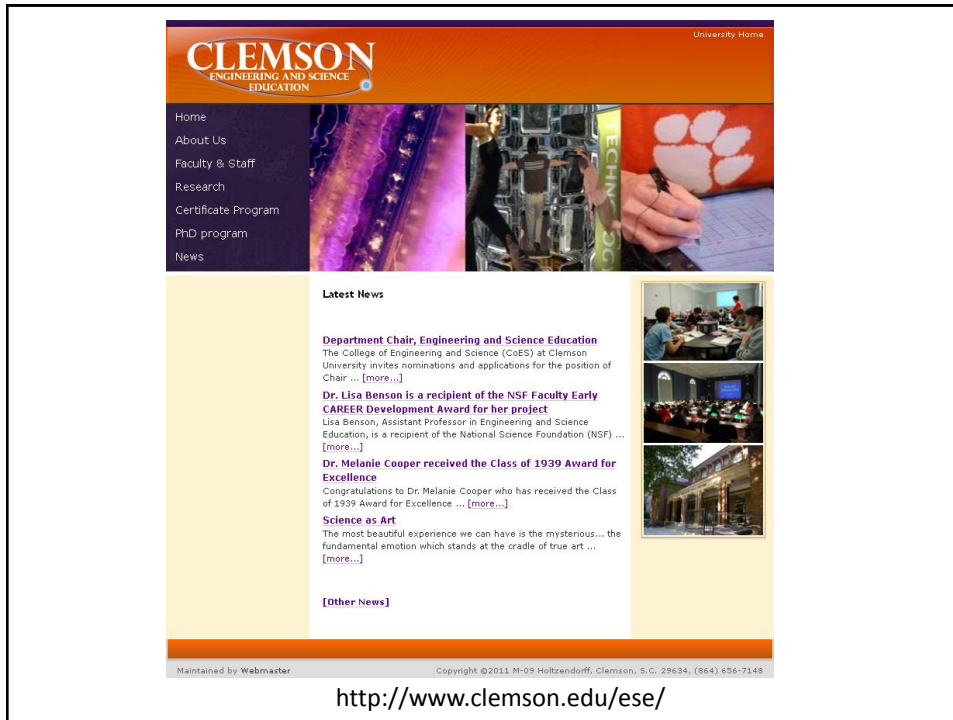 University Home
CLEMSON
ENGINEERING AND SCIENCE
EDUCATION
Home
About Us
Faculty & Staff
Research
Certificate Program
PhD program
News
TECHNOLOGY
Latest News
Department Chair, Engineering and Science Education
The College of Engineering and Science (CoES) at Clemson
University invites nominations and applications for the position of
Chair ... [more...]
Dr. Lisa Benson is a recipient of the NSF Faculty Early
CAREER Development Award for her project
Lisa Benson, Assistant Professor in Engineering and Science
Education, is a recipient of the National Science Foundation (NSF) ...
[more...]
Dr. Melanie Cooper received the Class of 1939 Award for
Excellence
Congratulations to Dr. Melanie Cooper who has received the Class
of 1939 Award for Excellence ... [more...]
Science as Art
The most beautiful experience we can have is the mysterious... the
fundamental emotion which stands at the cradle of true art ...
[more...]
[Other News]
Maintained by Webmaster
Copyright ©2011 M-09 Holtzendorff, Clemson, S.C. 29634, (864) 656-7148
http://www.clemson.edu/ese/